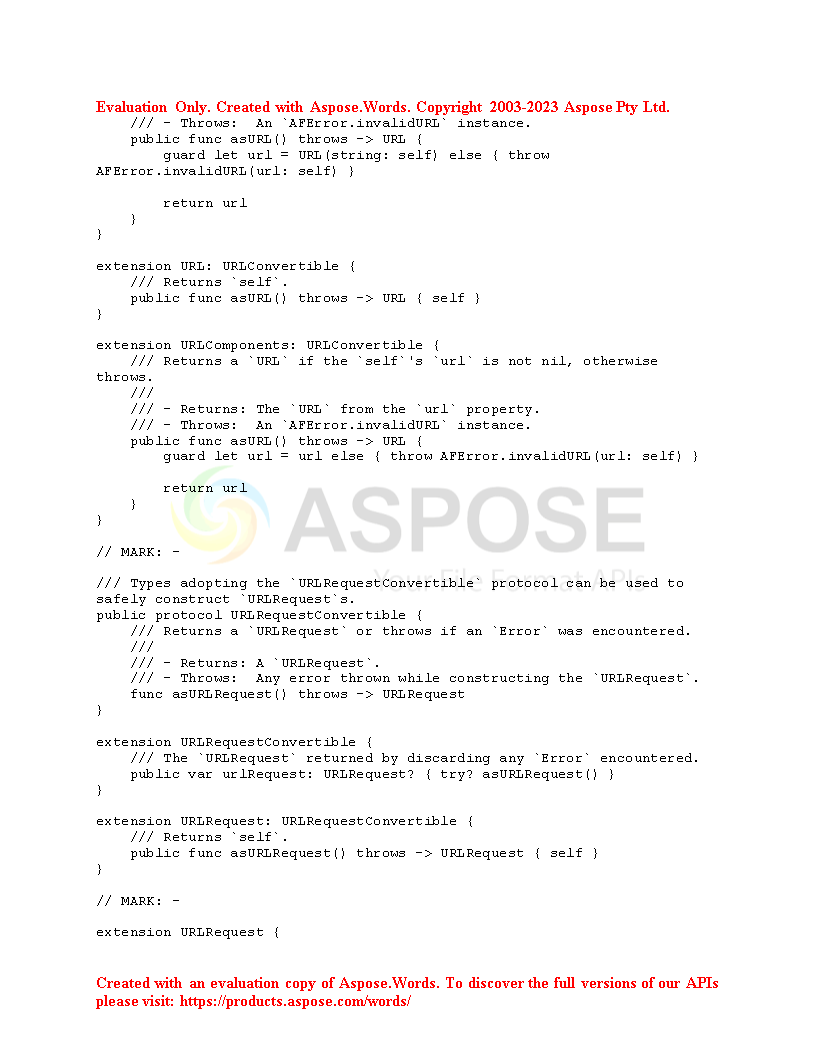 Evaluation Only. Created with Aspose.Words. Copyright 2003-2023 Aspose Pty Ltd.
    /// - Throws:  An `AFError.invalidURL` instance.
    public func asURL() throws -> URL {
        guard let url = URL(string: self) else { throw
AFError.invalidURL(url: self) }

        return url
    }
}

extension URL: URLConvertible {
    /// Returns `self`.
    public func asURL() throws -> URL { self }
}

extension URLComponents: URLConvertible {
    /// Returns a `URL` if the `self`'s `url` is not nil, otherwise
throws.
    ///
    /// - Returns: The `URL` from the `url` property.
    /// - Throws:  An `AFError.invalidURL` instance.
    public func asURL() throws -> URL {
        guard let url = url else { throw AFError.invalidURL(url: self) }

        return url
    }
}
ASPOSE
Your File Format APIs

// MARK: -

/// Types adopting the `URLRequestConvertible` protocol can be used to
safely construct `URLRequest`s.
public protocol URLRequestConvertible {
    /// Returns a `URLRequest` or throws if an `Error` was encountered.
    ///
    /// - Returns: A `URLRequest`.
    /// - Throws:  Any error thrown while constructing the `URLRequest`.
    func asURLRequest() throws -> URLRequest
}

extension URLRequestConvertible {
    /// The `URLRequest` returned by discarding any `Error` encountered.
    public var urlRequest: URLRequest? { try? asURLRequest() }
}

extension URLRequest: URLRequestConvertible {
    /// Returns `self`.
    public func asURLRequest() throws -> URLRequest { self }
}

// MARK: -

extension URLRequest {

Created with an evaluation copy of Aspose.Words. To discover the full versions of our APIs
please visit: https://products.aspose.com/words/